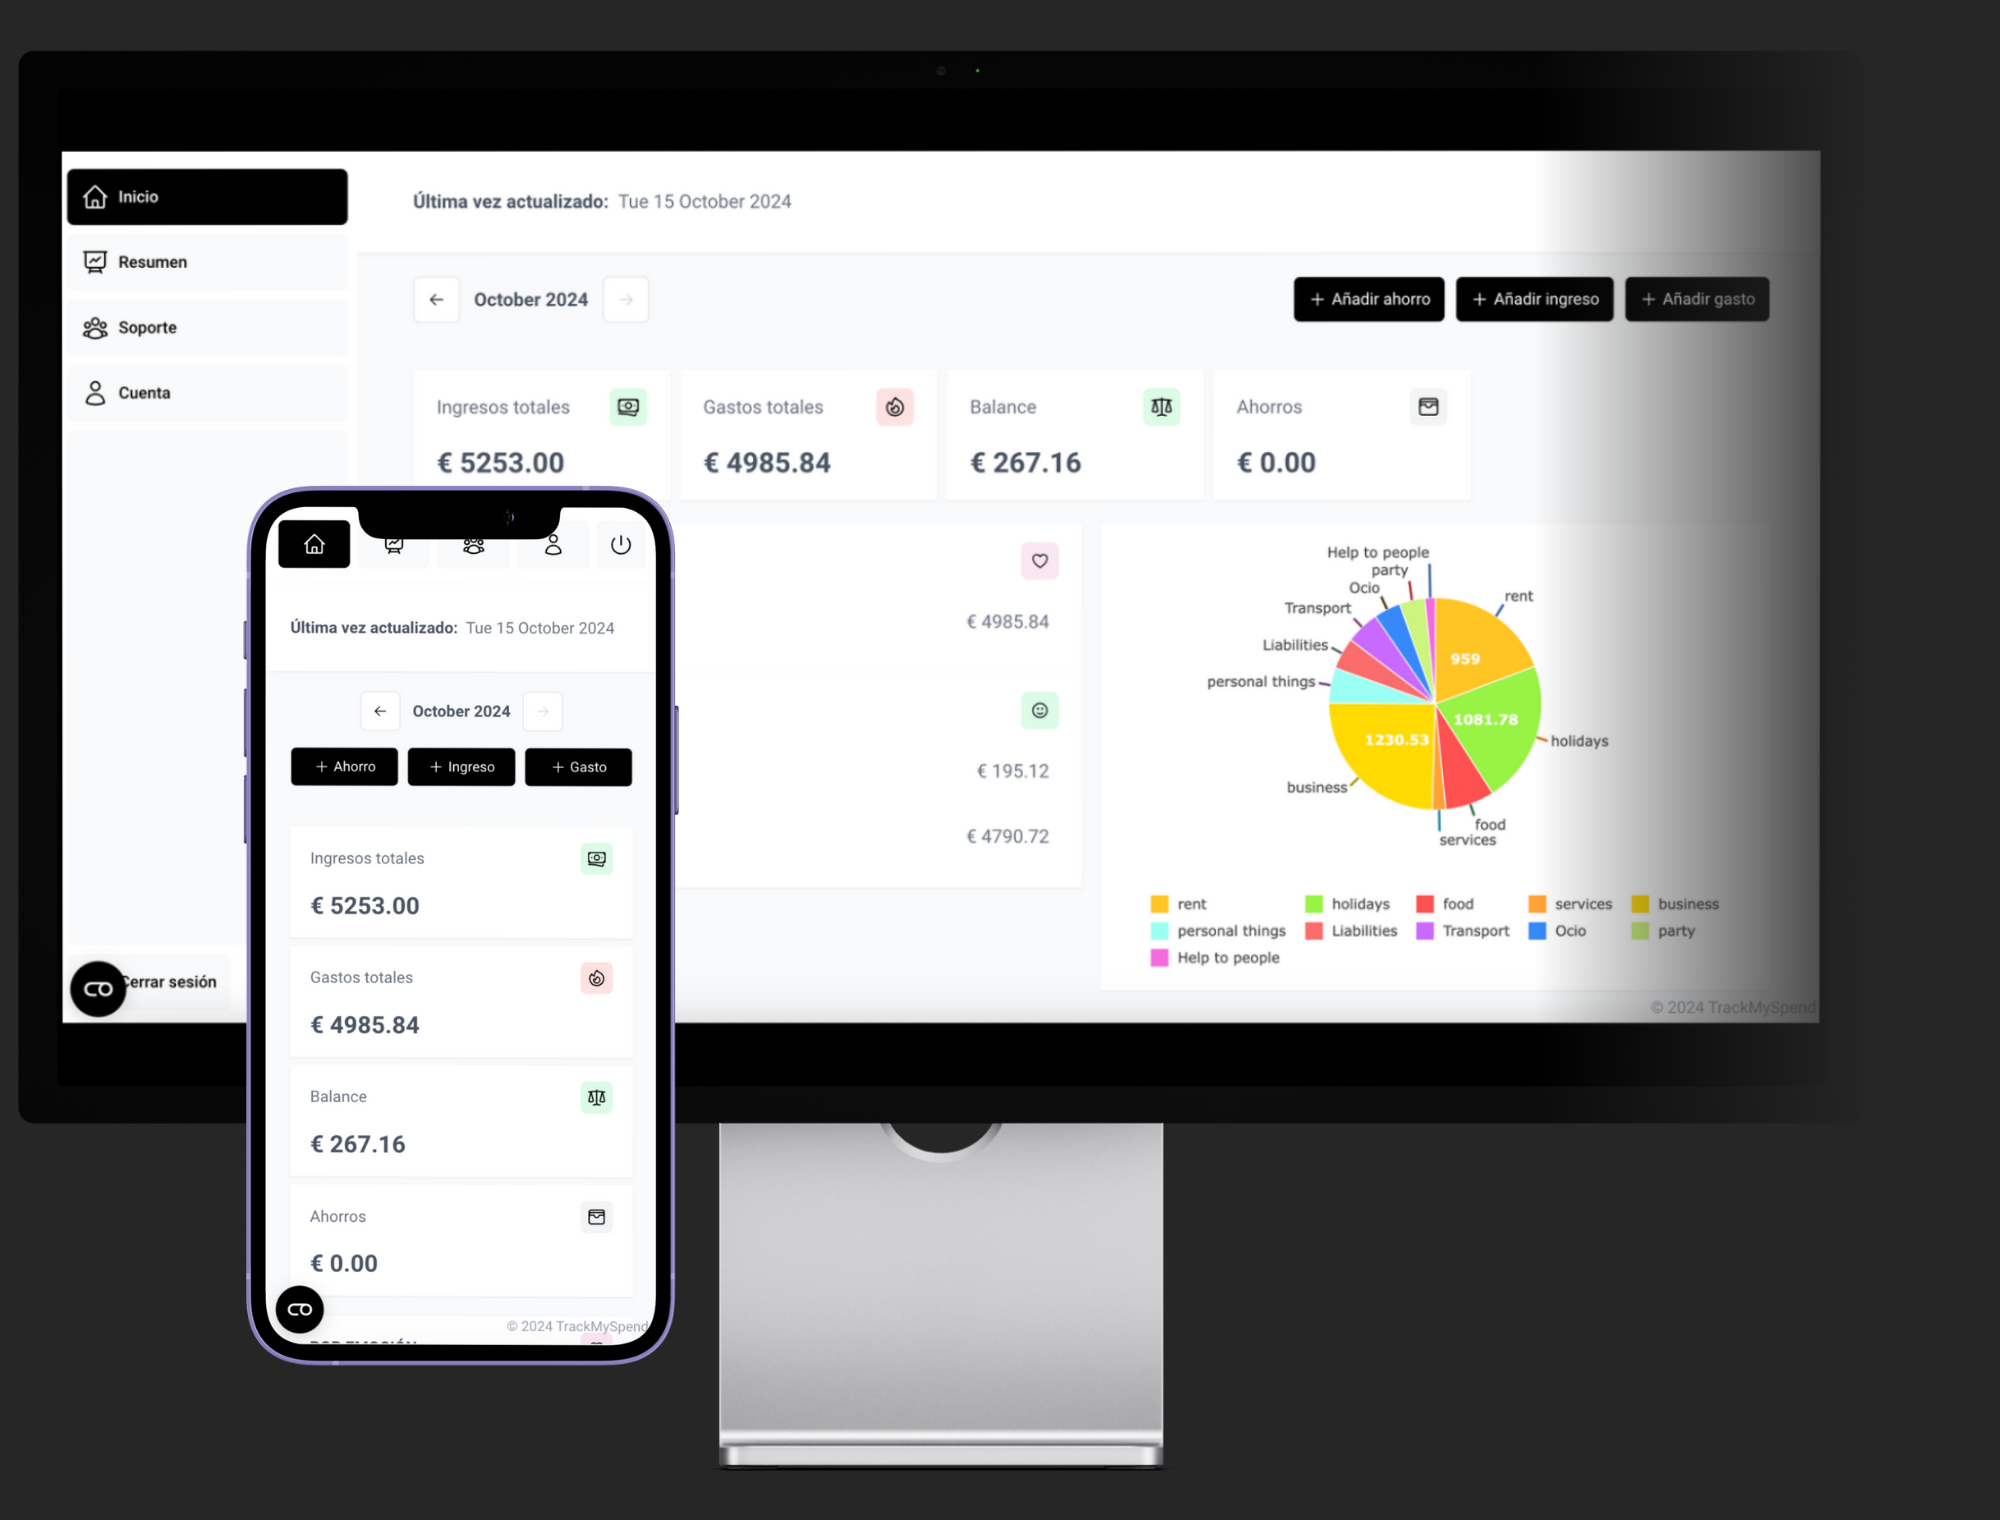 Inicio
Resumen
Soporte
Cuenta
Cerrar sesión
Última vez actualizado: Tue 15 October 2024
October 2024
+ Añadir ahorro
+ Añadir ingreso
+ Añadir gasto
Ingresos totales
€ 5253.00
Gastos totales
€ 4985.84
Balance
€ 267.16
Ahorros
€ 0.00
€ 4985.84
€ 195.12
€ 4790.72
Help to people
party
Ocio
Transport
Liabilities
personal things
business
services
food
holidays
rent
959
1081.78
1230.53
rent holidays food services business
personal things Liabilities Transport Ocio party
Help to people
© 2024 TrackMySpend
Última vez actualizado: Tue 15 October 2024
October 2024
+ Ahorro + Ingreso + Gasto
Ingresos totales
€ 5253.00
Gastos totales
€ 4985.84
Balance
€ 267.16
Ahorros
€ 0.00
© 2024 TrackMySpend